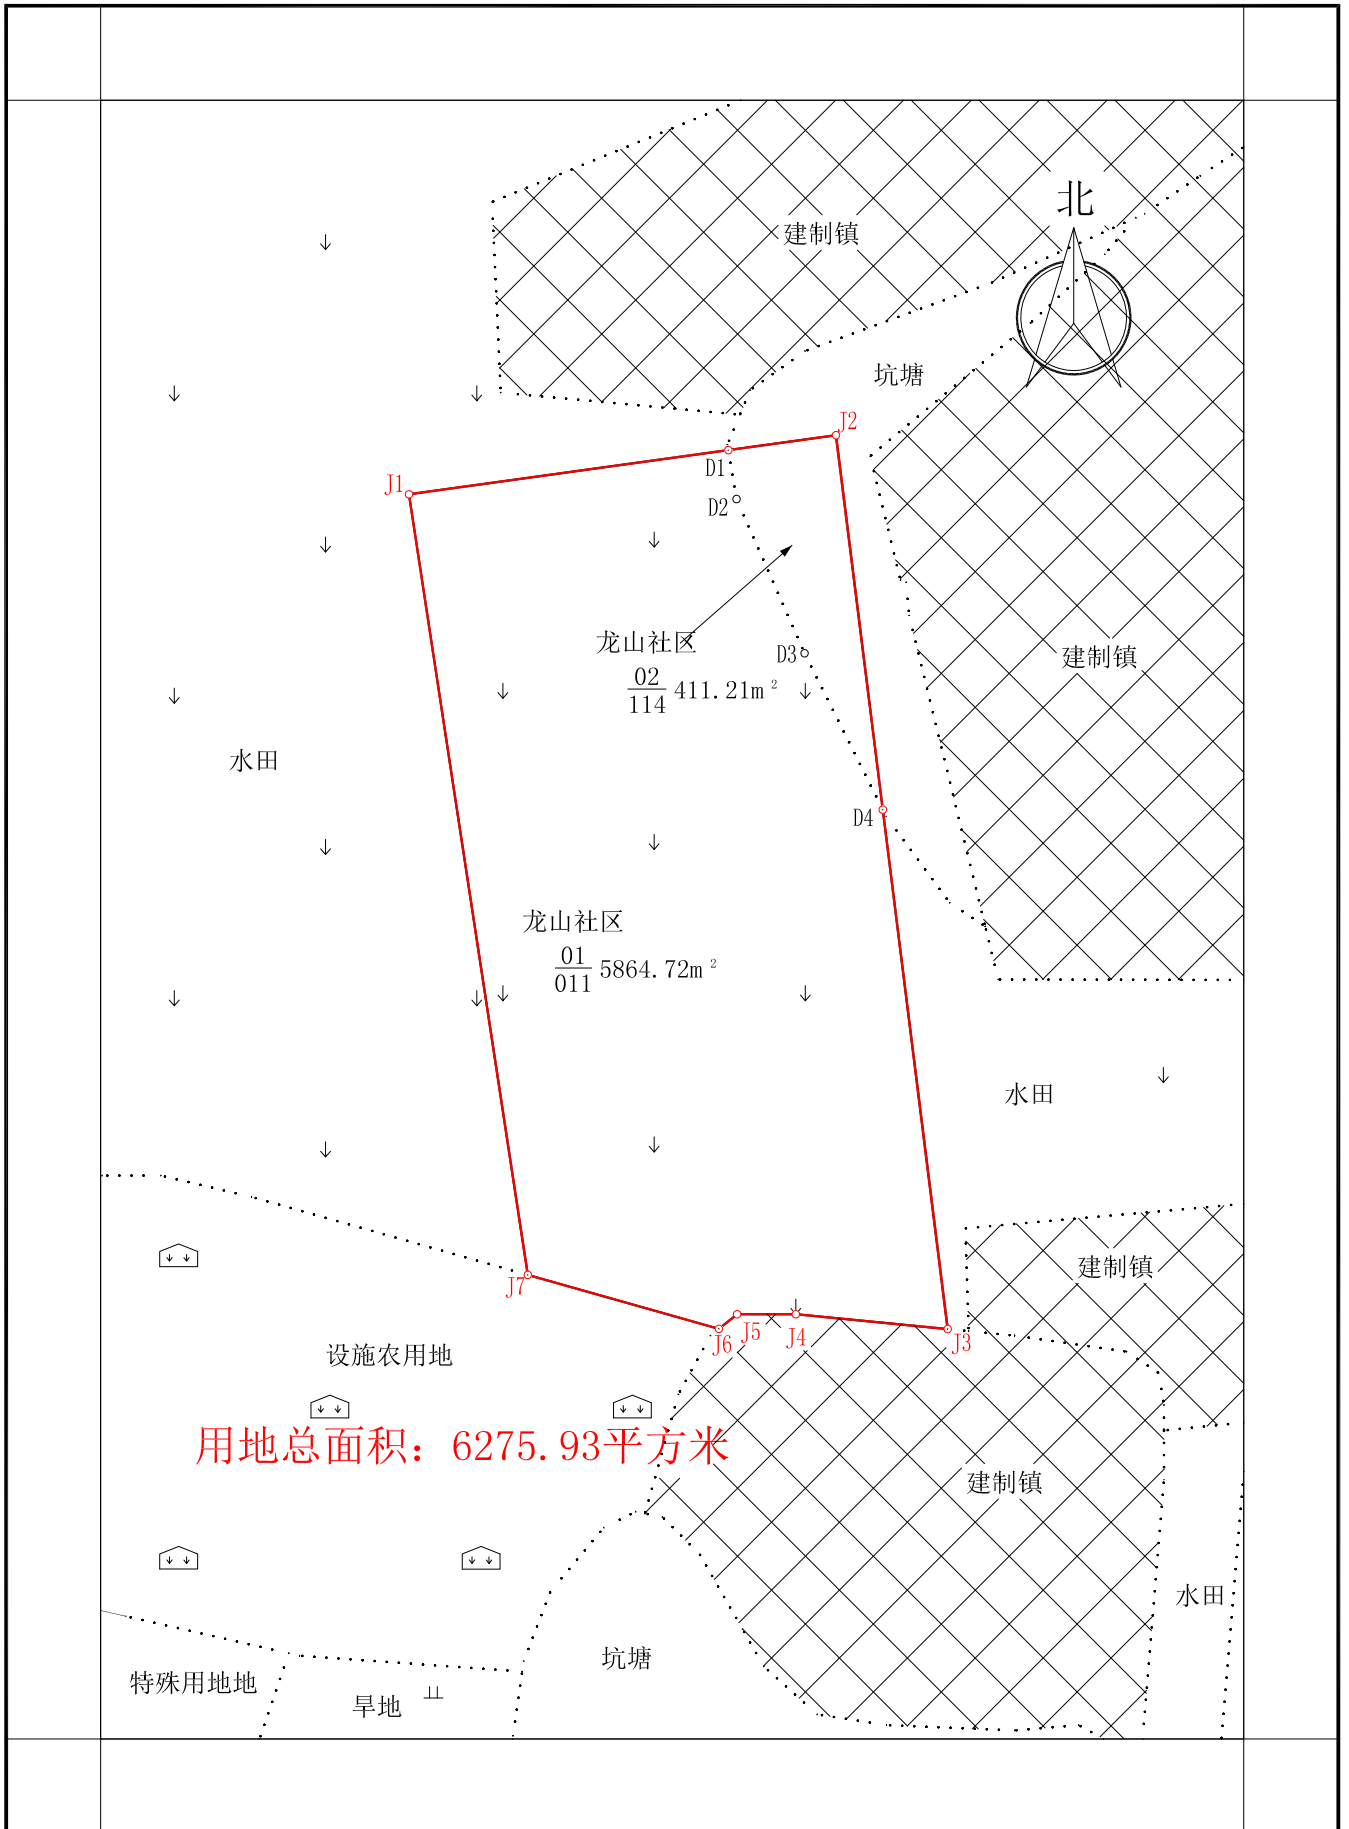 北
建制镇
坑塘
J2
D1
J1
D2
龙山社区
D3
02
114
411.21m²
建制镇
水田
D4
龙山社区
01
011
5864.72m²
水田
建制镇
J7
J5
J4
J6
J3
设施农用地
用地总面积：6275.93平方米
建制镇
水田
坑塘
特殊用地地
旱地